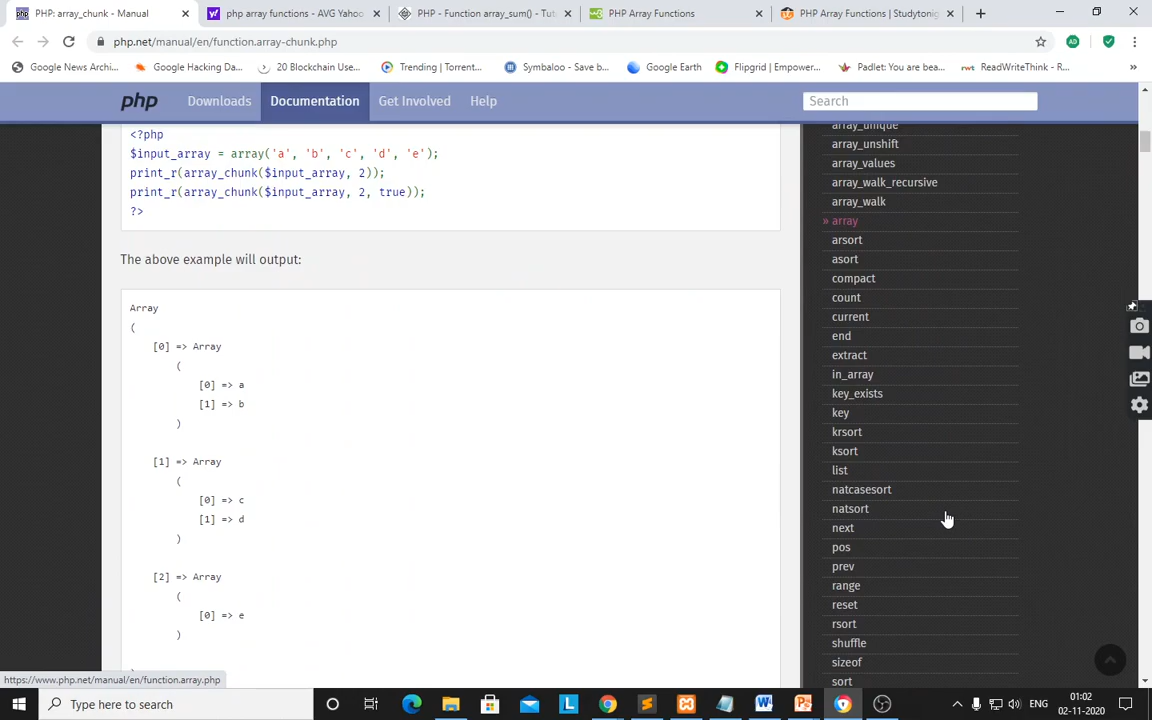 PHP: array_chunk - Manual
php array functions - AVG Yahoo
PHP - Function array_sum() - Tut
PHP Array Functions
PHP Array Functions | Studytonig
php.net/manual/en/function.array-chunk.php
Google News Archi...
Google Hacking Da...
20 Blockchain Use...
Trending | Torrent...
Symbaloo - Save b...
Google Earth
Flipgrid | Empower...
Padlet: You are bea...
ReadWriteThink - R...
php
Downloads
Documentation
Get Involved
Help
Search
<?php
$input_array = array('a', 'b', 'c', 'd', 'e');
print_r(array_chunk($input_array, 2));
print_r(array_chunk($input_array, 2, true));
?>
The above example will output:
Array
(
[0] => Array
(
[0] => a
[1] => b
)
[1] => Array
(
[0] => c
[1] => d
)
[2] => Array
(
[0] => e
)
array_unique
array_unshift
array_values
array_walk_recursive
array_walk
» array
arsort
asort
compact
count
current
end
extract
in_array
key_exists
key
krsort
ksort
list
natcasesort
natsort
next
pos
prev
range
reset
rsort
shuffle
sizeof
sort
https://www.php.net/manual/en/function.array.php
Type here to search
ENG
01:02
02-11-2020